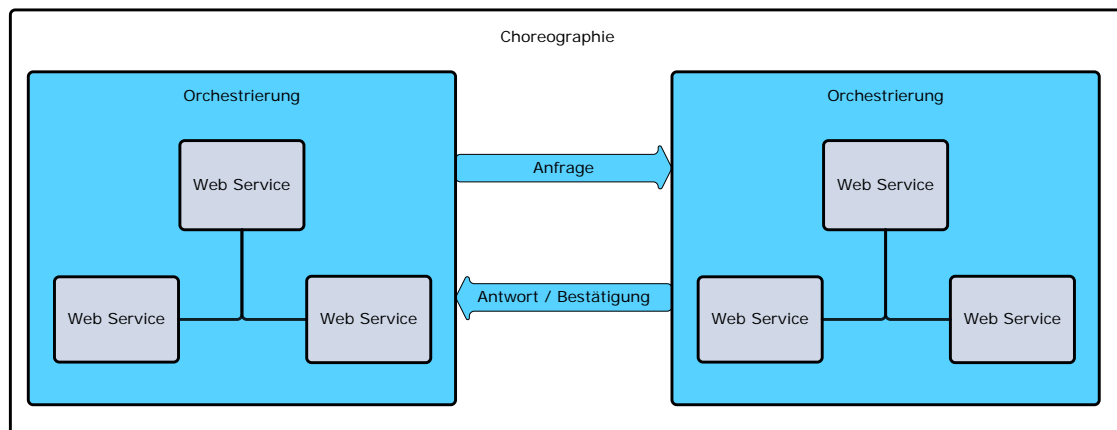 Choreographie
Orchestrierung
Orchestrierung
Web Service
Anfrage
Web Service
Web Service
Web Service
Antwort / Bestätigung
Web Service
Web Service